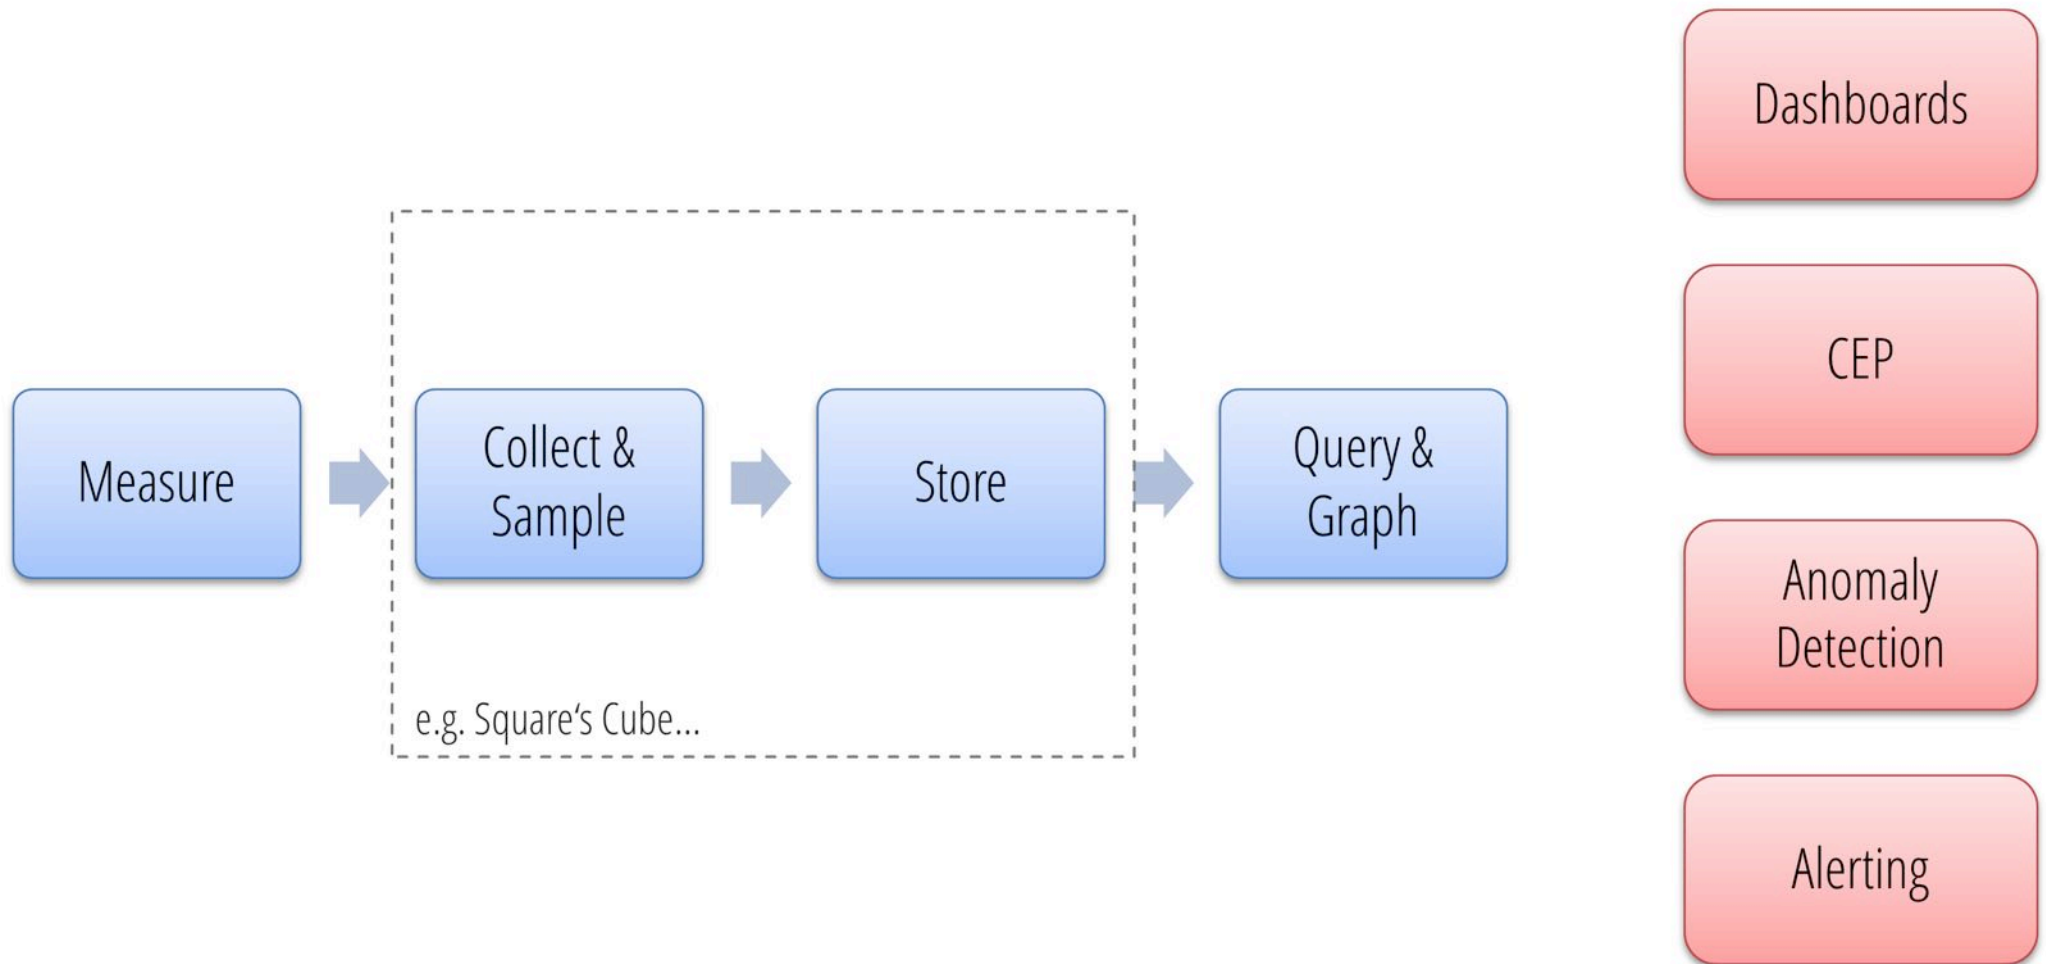 Measure
Collect &
Sample
Store
Query &
Graph
e.g. Square‘s Cube...
Dashboards
CEP
Anomaly
Detection
Alerting